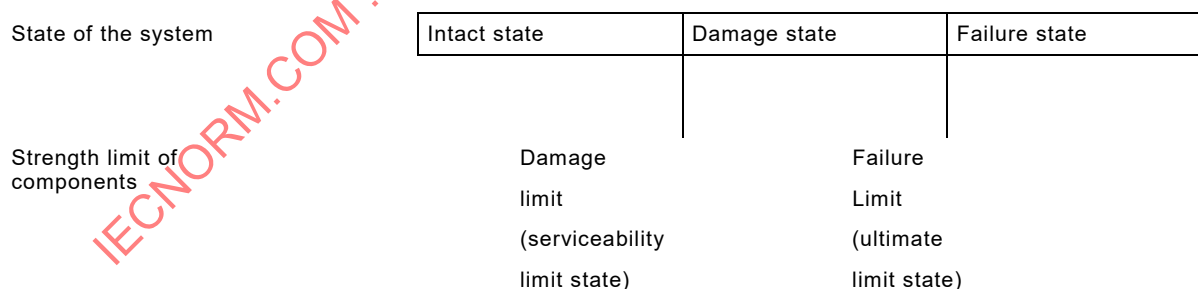 State of the system
Intact state
Damage state
Failure state
Strength limit of
components
Damage
limit
(serviceability
limit state)
Failure
Limit
(ultimate
limit state)
IECNORM.COM